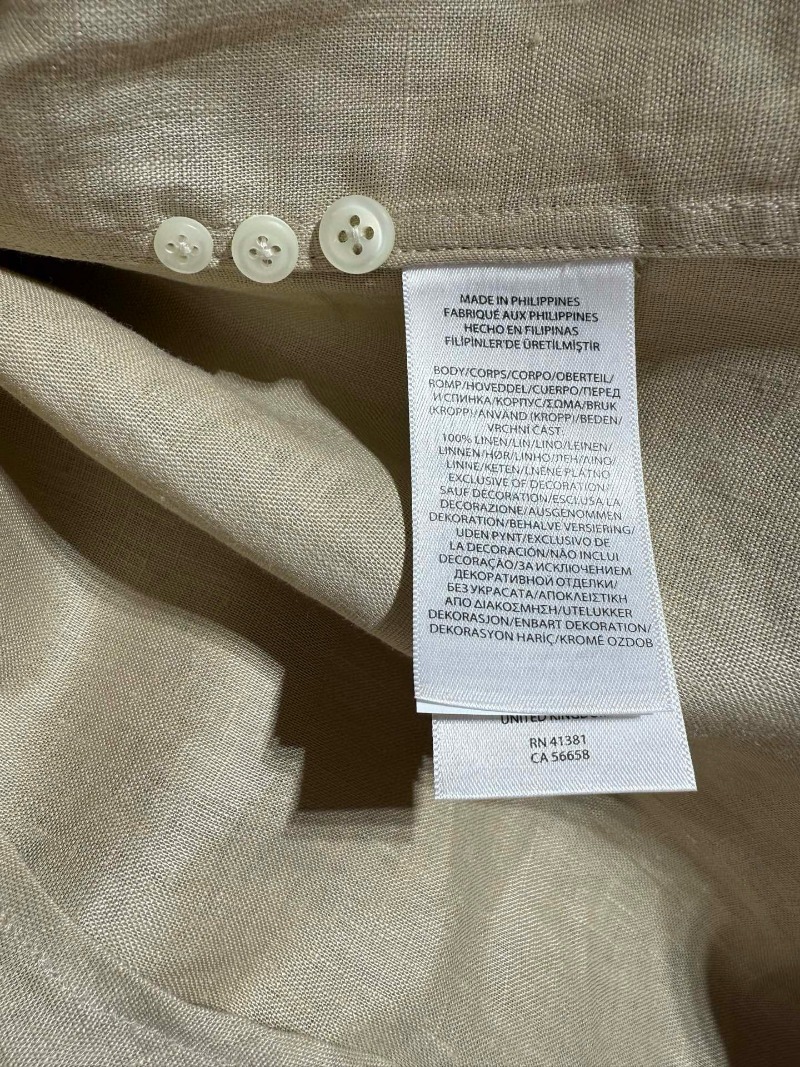 MADE IN PHILIPPINES
FABRIQUÉ AUX PHILIPPINES
HECHO EN FILIPINAS
FİLİPİNLER'DE ÜRETİLMİŞTİR
BODY/CORPS/CORPO/OBERTEIL/
ROMP/HOVEDDEL/CUERPO/ПЕРЕД
И СПИНКА/КОРПУС/ΣΩΜΑ/BRUK
(KROPP)/ANVÄND (KROPP)/BEDEN/
VRCHNÍ ČÁST
100% LINEN/LIN/LINO/LEINEN/
LINNEN/HØR/LINHO/ЛЕН/ΛΙΝΟ/
LINNE/KETEN/LNĚNÉ PLÁTNO
EXCLUSIVE OF DECORATION/
SAUF DÉCORATION/ESCLUSA LA
DECORAZIONE/AUSGENOMMEN
DEKORATION/BEHALVE VERSIERING/
UDEN PYNT/EXCLUSIVO DE
LA DECORACIÓN/NÃO INCLUI
DECORAÇÃO/ЗА ИСКЛЮЧЕНИЕМ
ДЕКОРАТИВНОЙ ОТДЕЛКИ/
БЕЗ УКРАСАТА/ΑΠΟΚΛΕΙΣΤΙΚΗ
ΑΠΟ ΔΙΑΚΟΣΜΗΣΗ/UTELUKKER
DEKORASJON/ENBART DEKORATION/
DEKORASYON HARİÇ/KROMĚ OZDOB
UNITED KINGDOM
RN 41381
CA 56658